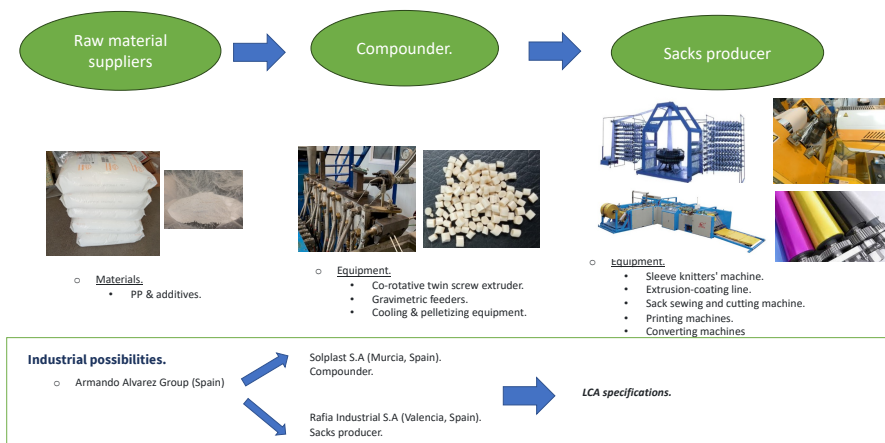 Raw material
suppliers
Compounder.
Sacks producer
o Materials.
• PP & additives.
o Equipment.
• Co-rotative twin screw extruder.
• Gravimetric feeders.
• Cooling & pelletizing equipment.
o Equipment.
• Sleeve knitters' machine.
• Extrusion-coating line.
• Sack sewing and cutting machine.
• Printing machines.
• Converting machines
Industrial possibilities.
o Armando Alvarez Group (Spain)
Solplast S.A (Murcia, Spain).
Compounder.
Rafia Industrial S.A (Valencia, Spain).
Sacks producer.
LCA specifications.